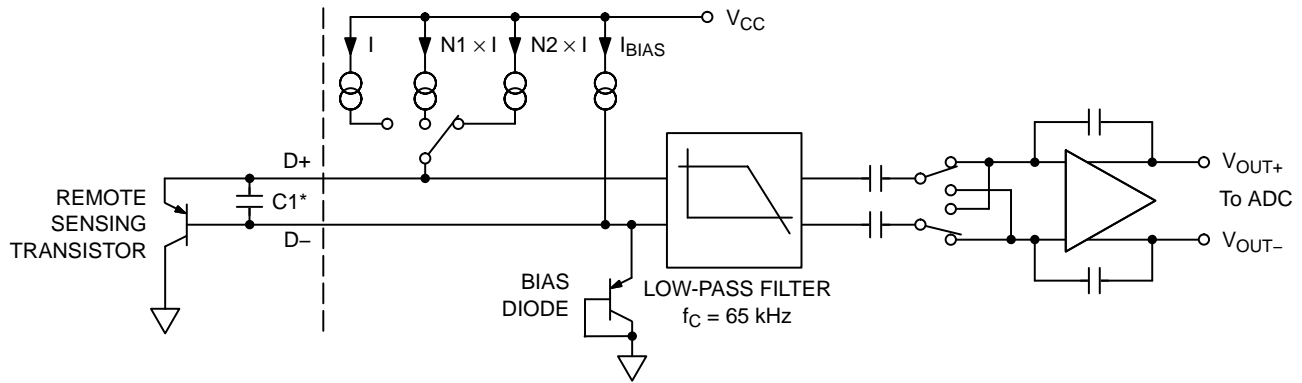 V_CC
I
N1 × I
N2 × I
I_BIAS
D+
C1*
D−
REMOTE
SENSING
TRANSISTOR
BIAS
DIODE
LOW-PASS FILTER
f_C = 65 kHz
V_OUT+
To ADC
V_OUT−